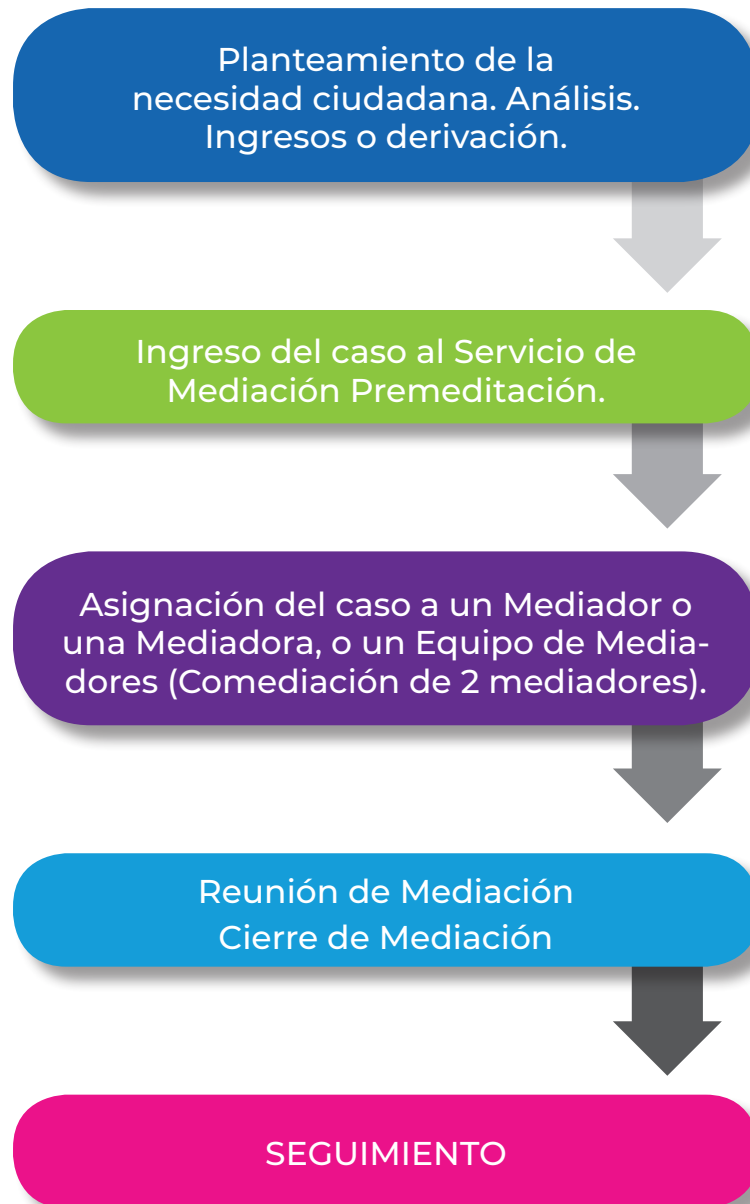 Planteamiento de la
necesidad ciudadana. Análisis.
Ingresos o derivación.
Ingreso del caso al Servicio de
Mediación Premeditación.
Asignación del caso a un Mediador o
una Mediadora, o un Equipo de Media-
dores (Comediación de 2 mediadores).
Reunión de Mediación
Cierre de Mediación
SEGUIMIENTO